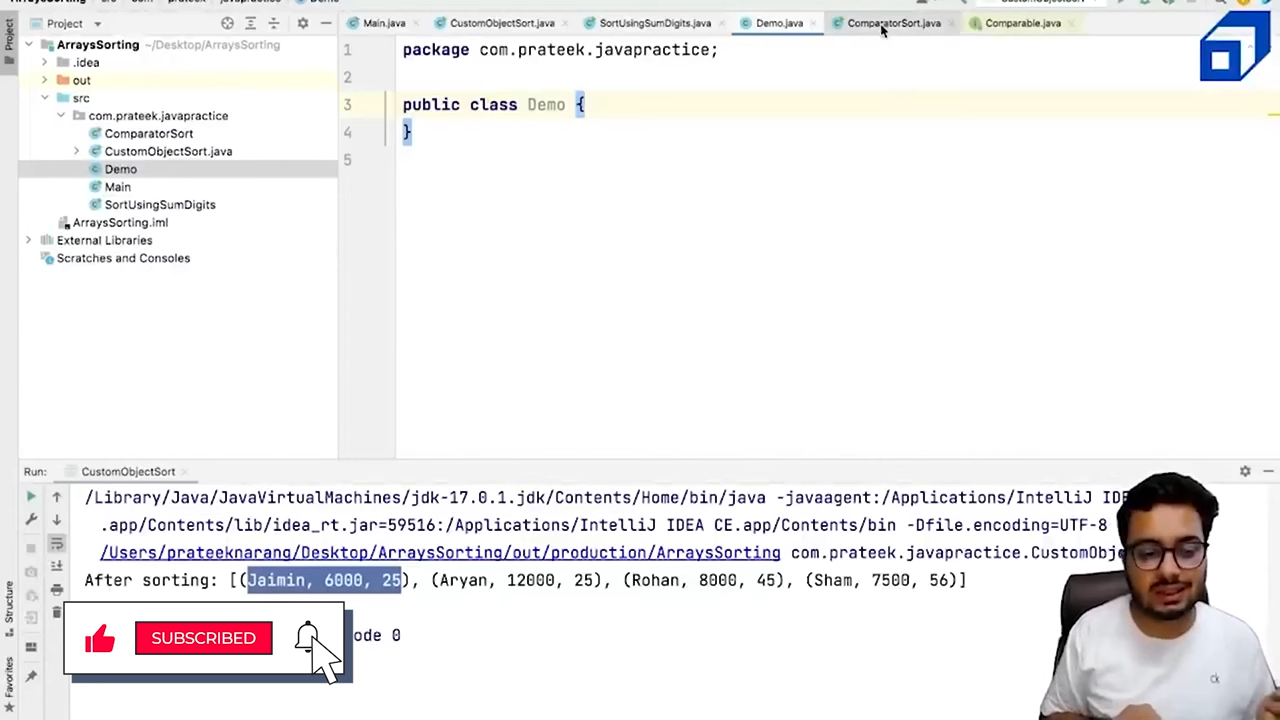 Project
Main.java
CustomObjectSort.java
SortUsingSumDigits.java
Demo.java
ComparatorSort.java
Comparable.java
Project
ArraysSorting ~/Desktop/ArraysSorting
.idea
out
src
com.prateek.javapractice
ComparatorSort
CustomObjectSort.java
Demo
Main
SortUsingSumDigits
ArraysSorting.iml
External Libraries
Scratches and Consoles
1 package com.prateek.javapractice;
2
3 public class Demo {
4 }
5
Run: CustomObjectSort
/Library/Java/JavaVirtualMachines/jdk-17.0.1.jdk/Contents/Home/bin/java -javaagent:/Applications/IntelliJ
.app/Contents/lib/idea_rt.jar=59516:/Applications/IntelliJ IDEA CE.app/Contents/bin -Dfile.encoding=UTF-8
/Users/prateeknarang/Desktop/ArraysSorting/out/production/ArraysSorting com.prateek.javapractice.CustomObje
After sorting: [(Jaimin, 6000, 25), (Aryan, 12000, 25), (Rohan, 8000, 45), (Sham, 7500, 56)]
ode 0
SUBSCRIBED
Structure
Favorites